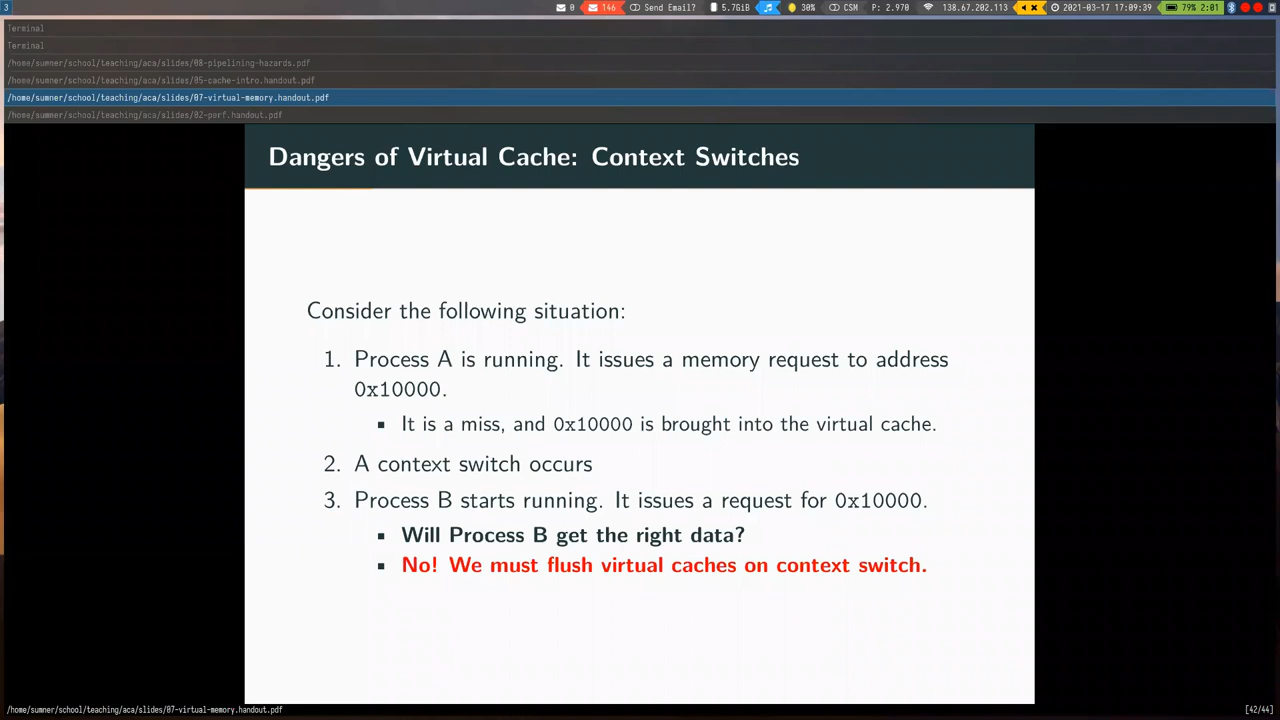 3 0 146 Send Email? 5.7GiB 30% CSM P: 2.970 138.67.202.113 2021-03-17 17:09:39 79% 2:01
Terminal
Terminal
/home/sumner/school/teaching/aca/slides/08-pipelining-hazards.pdf
/home/sumner/school/teaching/aca/slides/05-cache-intro.handout.pdf
/home/sumner/school/teaching/aca/slides/07-virtual-memory.handout.pdf
/home/sumner/school/teaching/aca/slides/02-perf.handout.pdf
Dangers of Virtual Cache: Context Switches
Consider the following situation:
1. Process A is running. It issues a memory request to address
0x10000.
▪ It is a miss, and 0x10000 is brought into the virtual cache.
2. A context switch occurs
3. Process B starts running. It issues a request for 0x10000.
▪ Will Process B get the right data?
▪ No! We must flush virtual caches on context switch.
/home/sumner/school/teaching/aca/slides/07-virtual-memory.handout.pdf [42/44]